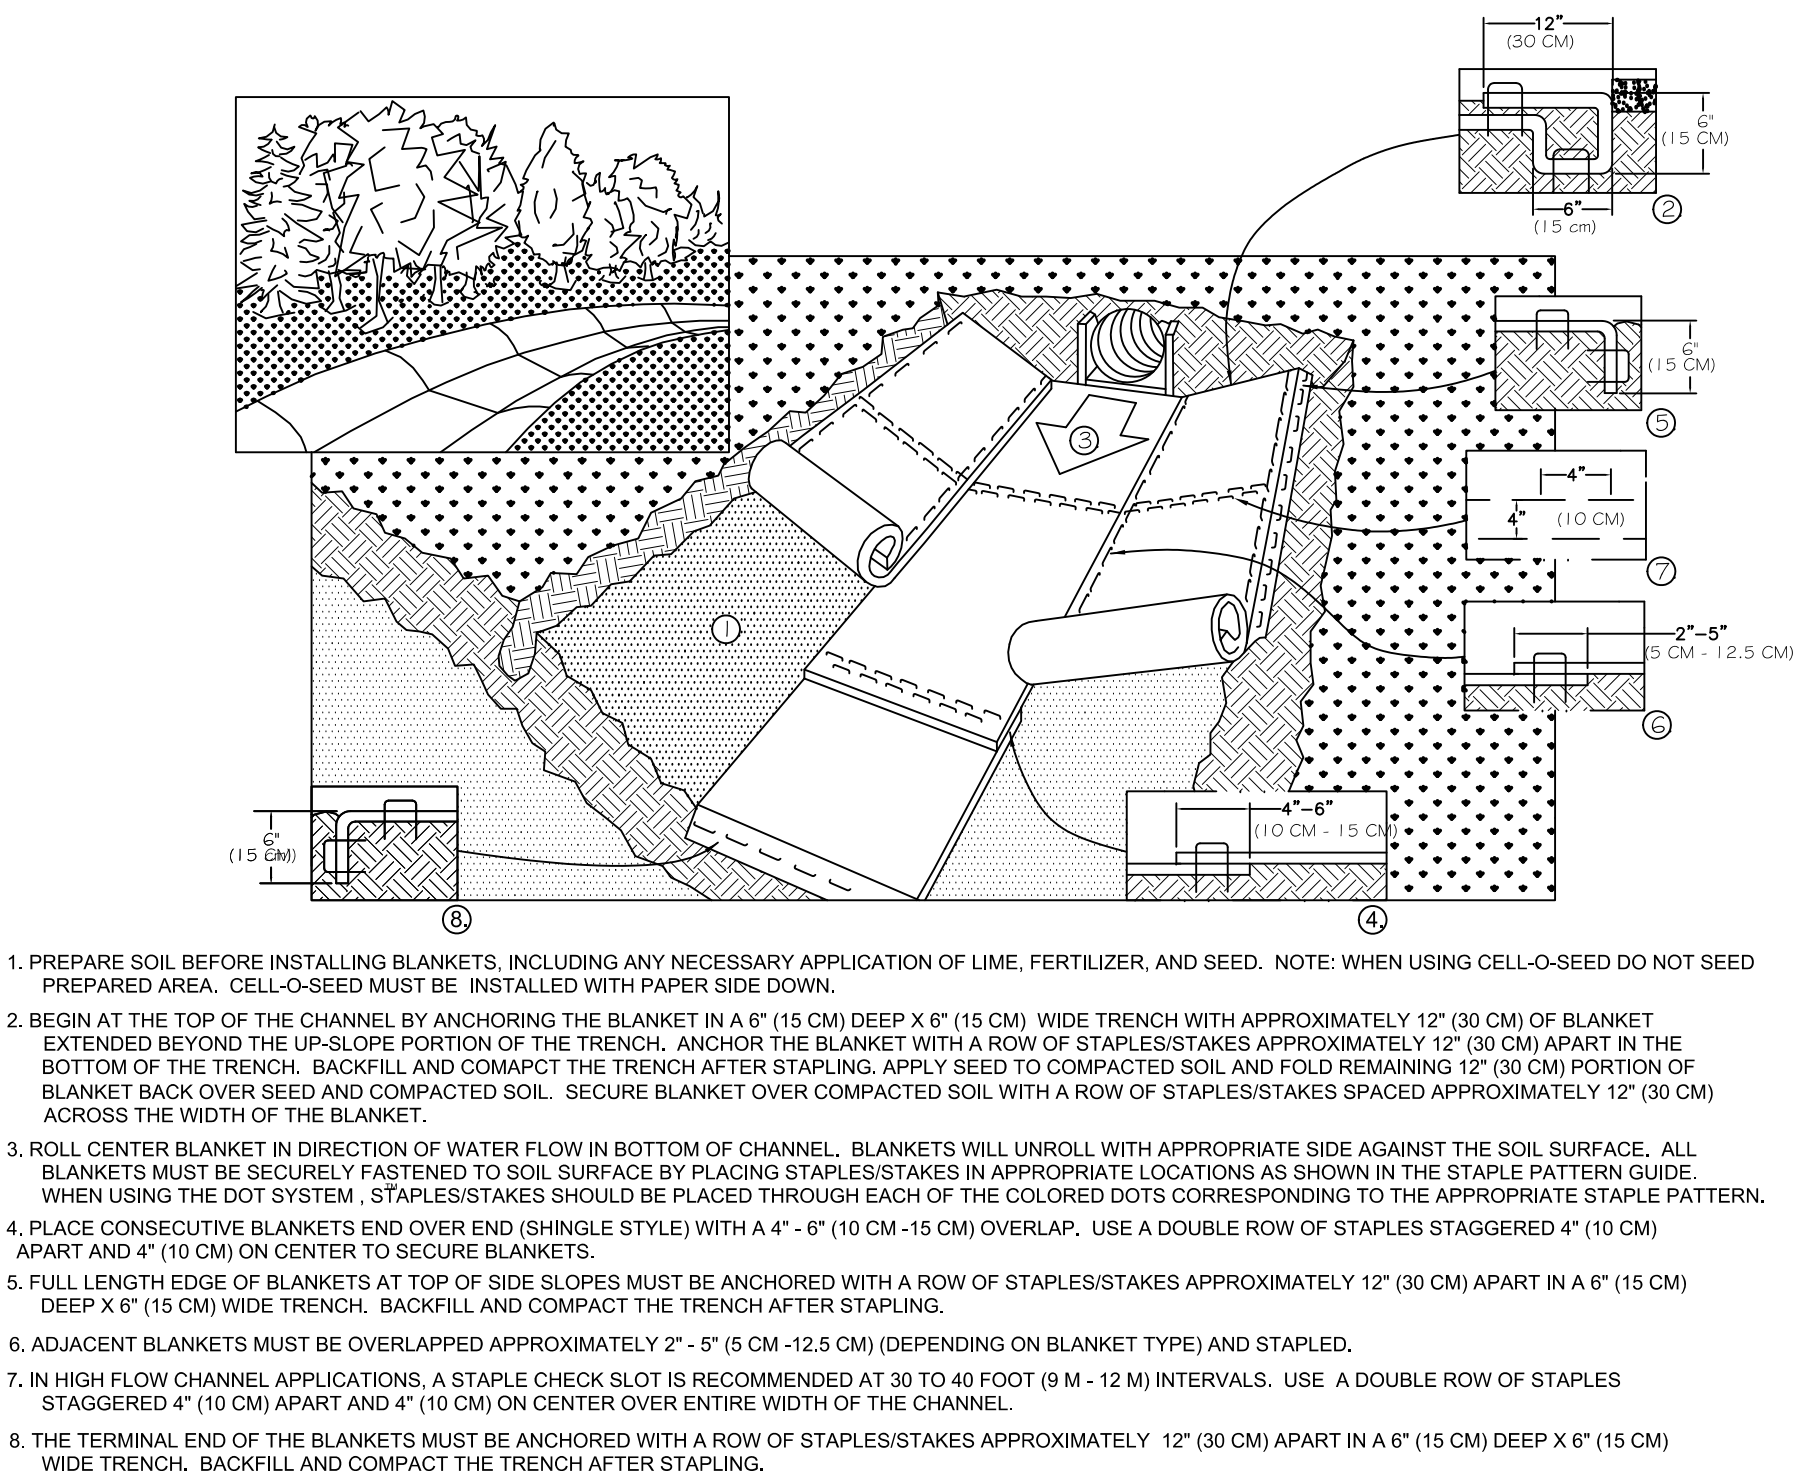 12"
(30 CM)
6"
(15 CM)
6"
(15 cm)
2
6"
(15 CM)
5
3
4"
4"
(10 CM)
7
1
2"-5"
(5 CM - 12.5 CM)
6
4"-6"
(10 CM - 15 CM)
4.
6"
(15 CM)
8.
1. PREPARE SOIL BEFORE INSTALLING BLANKETS, INCLUDING ANY NECESSARY APPLICATION OF LIME, FERTILIZER, AND SEED. NOTE: WHEN USING CELL-O-SEED DO NOT SEED
PREPARED AREA. CELL-O-SEED MUST BE INSTALLED WITH PAPER SIDE DOWN.
2. BEGIN AT THE TOP OF THE CHANNEL BY ANCHORING THE BLANKET IN A 6" (15 CM) DEEP X 6" (15 CM) WIDE TRENCH WITH APPROXIMATELY 12" (30 CM) OF BLANKET
EXTENDED BEYOND THE UP-SLOPE PORTION OF THE TRENCH. ANCHOR THE BLANKET WITH A ROW OF STAPLES/STAKES APPROXIMATELY 12" (30 CM) APART IN THE
BOTTOM OF THE TRENCH. BACKFILL AND COMAPCT THE TRENCH AFTER STAPLING. APPLY SEED TO COMPACTED SOIL AND FOLD REMAINING 12" (30 CM) PORTION OF
BLANKET BACK OVER SEED AND COMPACTED SOIL. SECURE BLANKET OVER COMPACTED SOIL WITH A ROW OF STAPLES/STAKES SPACED APPROXIMATELY 12" (30 CM)
ACROSS THE WIDTH OF THE BLANKET.
3. ROLL CENTER BLANKET IN DIRECTION OF WATER FLOW IN BOTTOM OF CHANNEL. BLANKETS WILL UNROLL WITH APPROPRIATE SIDE AGAINST THE SOIL SURFACE. ALL
BLANKETS MUST BE SECURELY FASTENED TO SOIL SURFACE BY PLACING STAPLES/STAKES IN APPROPRIATE LOCATIONS AS SHOWN IN THE STAPLE PATTERN GUIDE.
WHEN USING THE DOT SYSTEM ™, STAPLES/STAKES SHOULD BE PLACED THROUGH EACH OF THE COLORED DOTS CORRESPONDING TO THE APPROPRIATE STAPLE PATTERN.
4. PLACE CONSECUTIVE BLANKETS END OVER END (SHINGLE STYLE) WITH A 4" - 6" (10 CM -15 CM) OVERLAP. USE A DOUBLE ROW OF STAPLES STAGGERED 4" (10 CM)
APART AND 4" (10 CM) ON CENTER TO SECURE BLANKETS.
5. FULL LENGTH EDGE OF BLANKETS AT TOP OF SIDE SLOPES MUST BE ANCHORED WITH A ROW OF STAPLES/STAKES APPROXIMATELY 12" (30 CM) APART IN A 6" (15 CM)
DEEP X 6" (15 CM) WIDE TRENCH. BACKFILL AND COMPACT THE TRENCH AFTER STAPLING.
6. ADJACENT BLANKETS MUST BE OVERLAPPED APPROXIMATELY 2" - 5" (5 CM -12.5 CM) (DEPENDING ON BLANKET TYPE) AND STAPLED.
7. IN HIGH FLOW CHANNEL APPLICATIONS, A STAPLE CHECK SLOT IS RECOMMENDED AT 30 TO 40 FOOT (9 M - 12 M) INTERVALS. USE A DOUBLE ROW OF STAPLES
STAGGERED 4" (10 CM) APART AND 4" (10 CM) ON CENTER OVER ENTIRE WIDTH OF THE CHANNEL.
8. THE TERMINAL END OF THE BLANKETS MUST BE ANCHORED WITH A ROW OF STAPLES/STAKES APPROXIMATELY 12" (30 CM) APART IN A 6" (15 CM) DEEP X 6" (15 CM)
WIDE TRENCH. BACKFILL AND COMPACT THE TRENCH AFTER STAPLING.